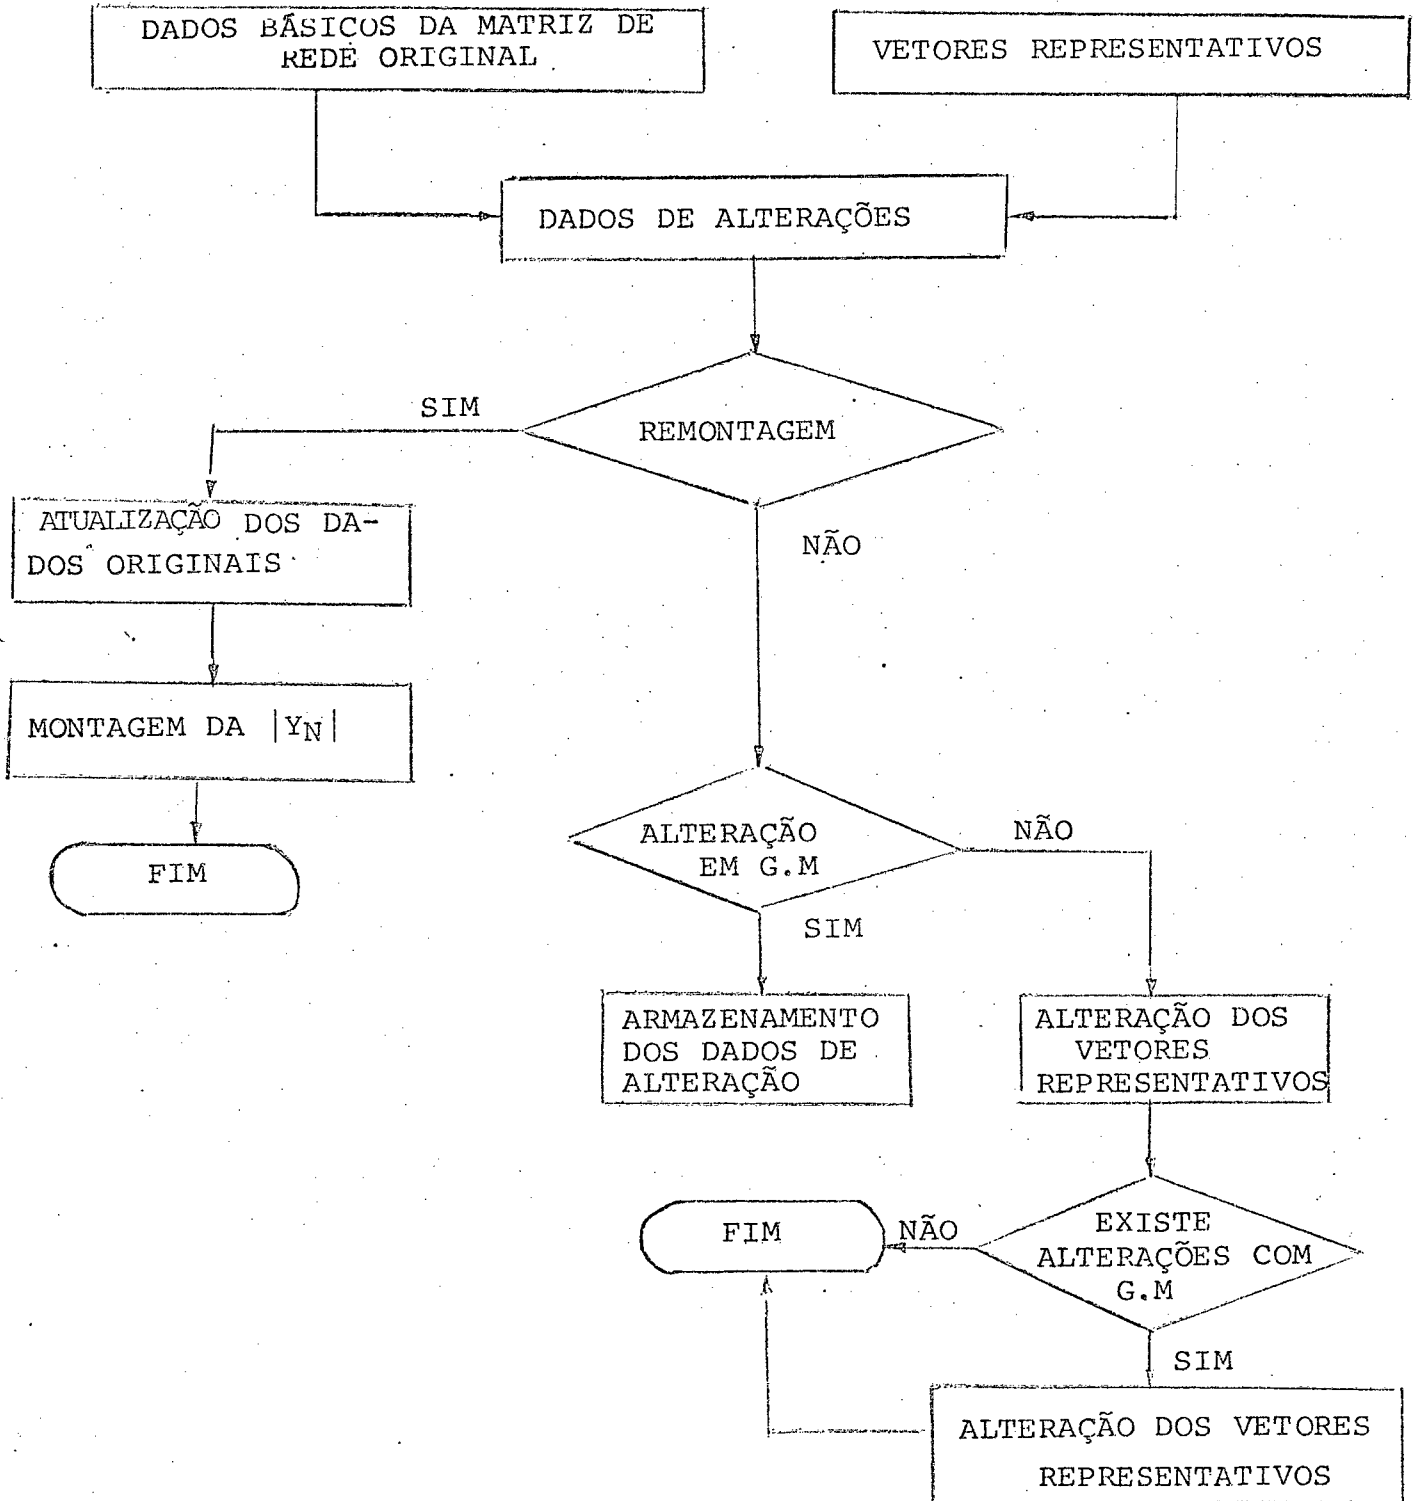 DADOS BÁSICOS DA MATRIZ DE
REDE ORIGINAL
VETORES REPRESENTATIVOS
DADOS DE ALTERAÇÕES
SIM
REMONTAGEM
NÃO
ATUALIZAÇÃO DOS DA-
DOS ORIGINAIS
MONTAGEM DA |YN|
FIM
ALTERAÇÃO
EM G.M
NÃO
SIM
ARMAZENAMENTO
DOS DADOS DE
ALTERAÇÃO
ALTERAÇÃO DOS
VETORES
REPRESENTATIVOS
FIM
NÃO
EXISTE
ALTERAÇÕES COM
G.M
SIM
ALTERAÇÃO DOS VETORES
REPRESENTATIVOS